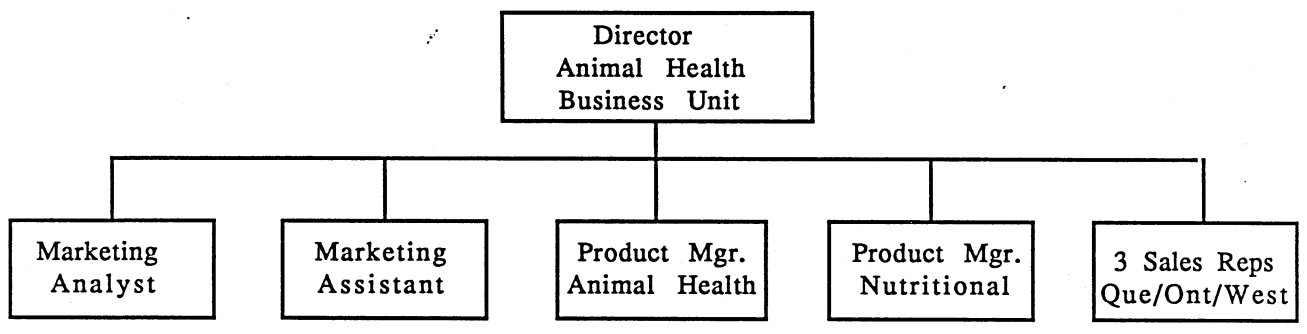 Director
Animal Health
Business Unit
Marketing
Analyst
Marketing
Assistant
Product Mgr.
Animal Health
Product Mgr.
Nutritional
3 Sales Reps
Que/Ont/West